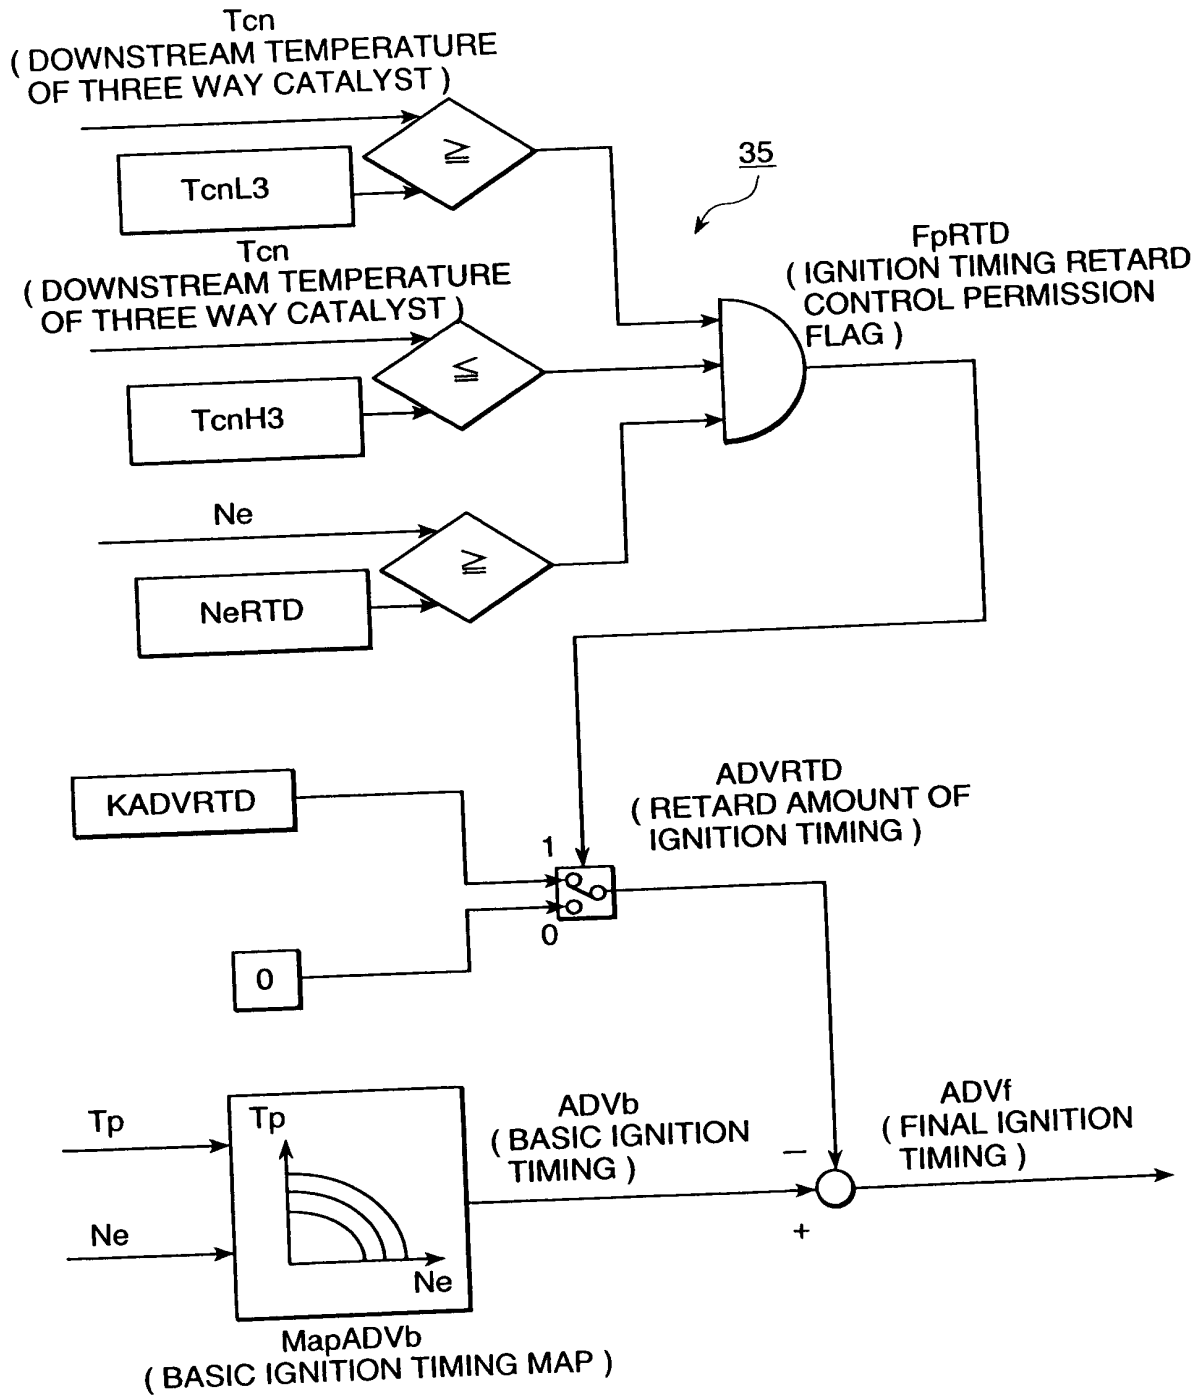 Tcn
( DOWNSTREAM TEMPERATURE
OF THREE WAY CATALYST )
≧
TcnL3
35
Tcn
( DOWNSTREAM TEMPERATURE
OF THREE WAY CATALYST )
≦
TcnH3
FpRTD
( IGNITION TIMING RETARD
CONTROL PERMISSION
FLAG )
Ne
≧
NeRTD
KADVRTD
ADVRTD
( RETARD AMOUNT OF
IGNITION TIMING )
1
0
0
Tp
Ne
Tp
Ne
MapADVb
( BASIC IGNITION TIMING MAP )
ADVb
( BASIC IGNITION
TIMING )
−
+
ADVf
( FINAL IGNITION
TIMING )